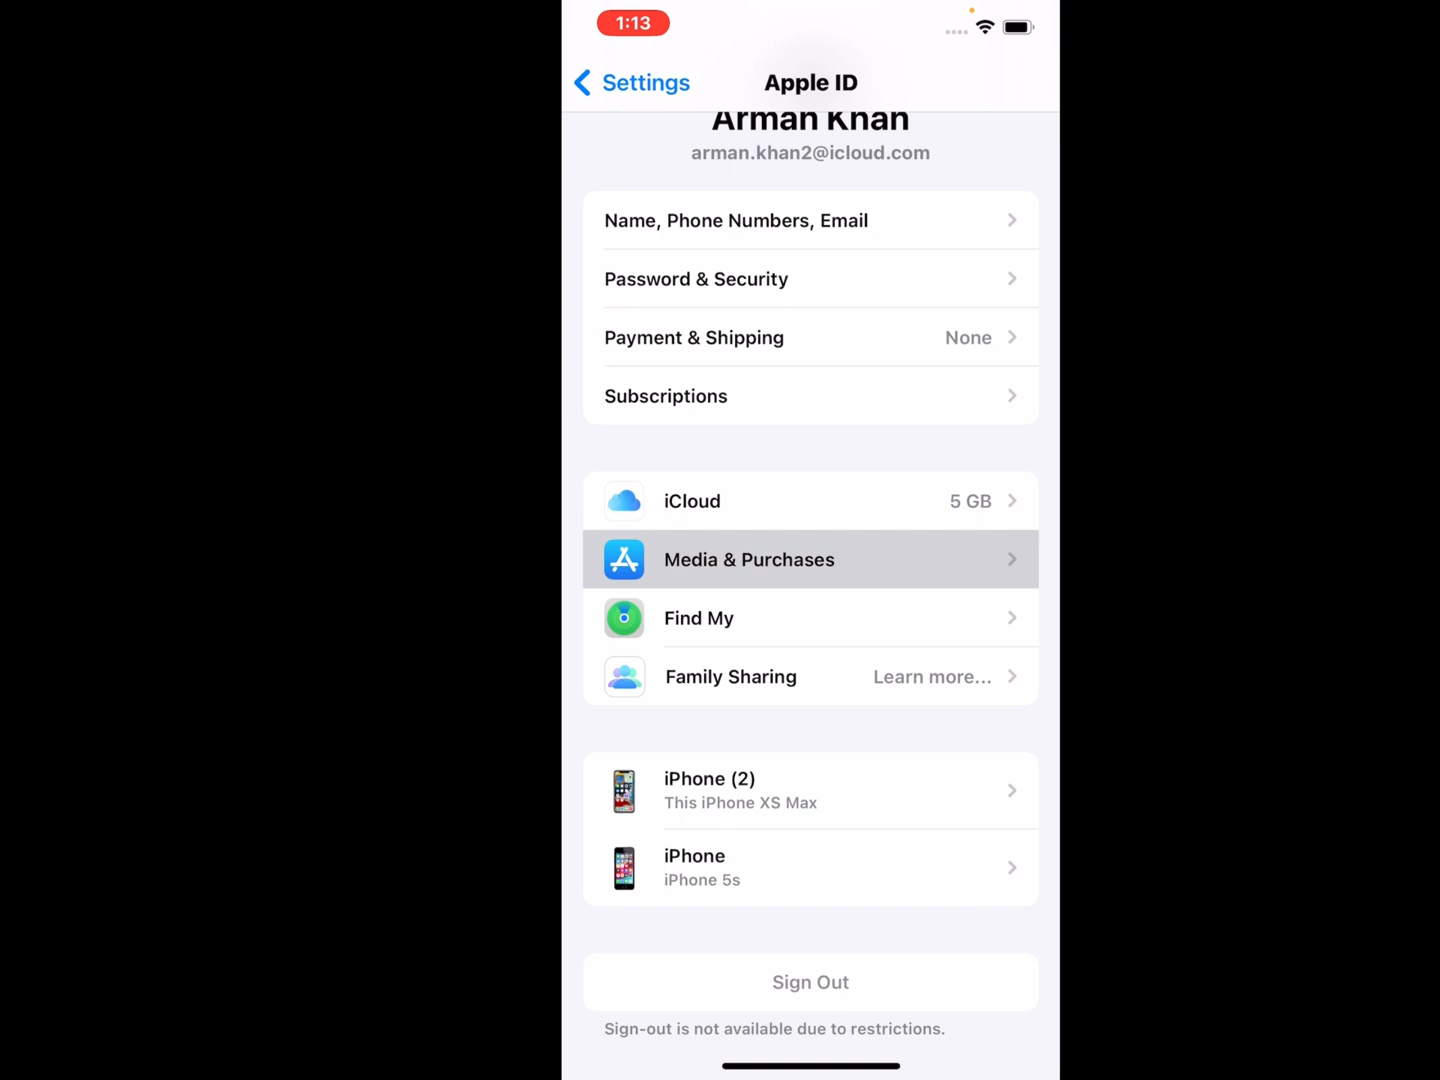 1:13
Settings
Apple ID
Arman Khan
arman.khan2@icloud.com
Name, Phone Numbers, Email
Password & Security
Payment & Shipping None
Subscriptions
iCloud 5 GB
Media & Purchases
Find My
Family Sharing Learn more...
iPhone (2)
This iPhone XS Max
iPhone
iPhone 5s
Sign Out
Sign-out is not available due to restrictions.